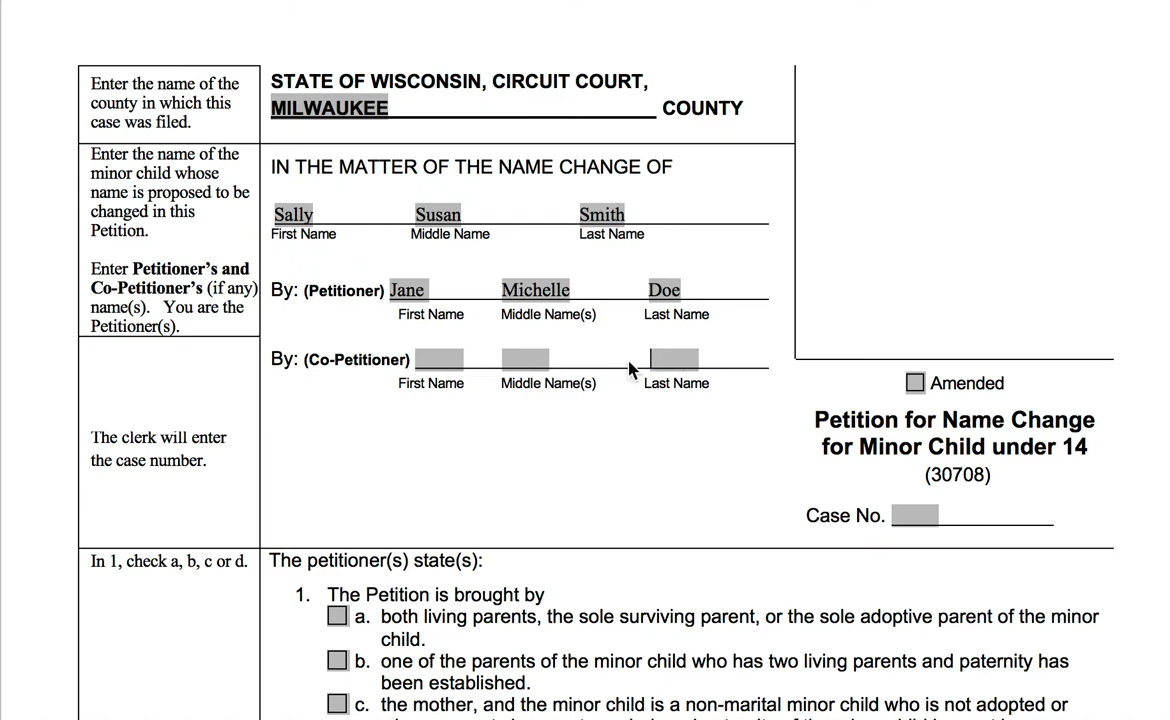 Enter the name of the
county in which this
case was filed.
STATE OF WISCONSIN, CIRCUIT COURT,
MILWAUKEE COUNTY
Enter the name of the
minor child whose
name is proposed to be
changed in this
Petition.
Enter Petitioner's and
Co-Petitioner's (if any)
name(s). You are the
Petitioner(s).
IN THE MATTER OF THE NAME CHANGE OF
Sally Susan Smith
First Name Middle Name Last Name
By: (Petitioner) Jane Michelle Doe
First Name Middle Name(s) Last Name
By: (Co-Petitioner)
First Name Middle Name(s) Last Name
The clerk will enter
the case number.
Amended
Petition for Name Change
for Minor Child under 14
(30708)
Case No.
In 1, check a, b, c or d.
The petitioner(s) state(s):
1. The Petition is brought by
a. both living parents, the sole surviving parent, or the sole adoptive parent of the minor
child.
b. one of the parents of the minor child who has two living parents and paternity has
been established.
c. the mother, and the minor child is a non-marital minor child who is not adopted or